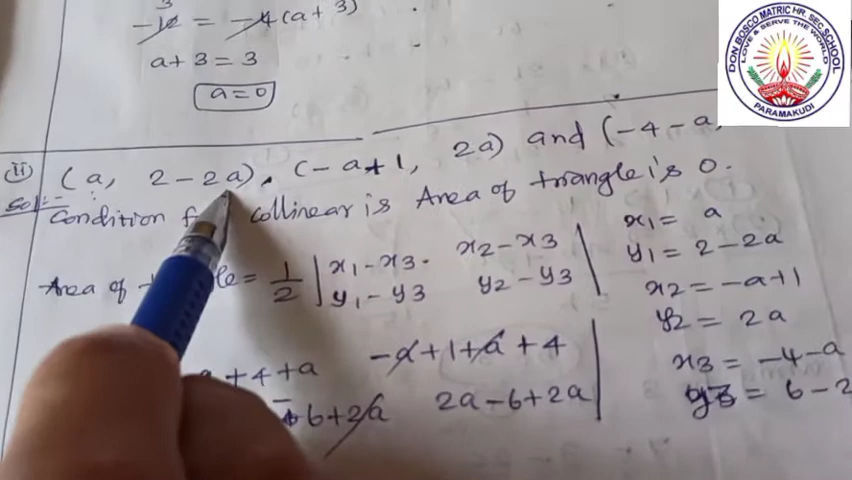 3
-12 = -4(a+3)
a+3 = 3
a=0
(ii) (a, 2-2a), (-a+1, 2a) and (-4-a,
Sol:- Condition f collinear is Area of triangle is 0.
Area of = 1/2 | x1-x3 x2-x3
y1-y3 y2-y3 |
+4+a -a+1+a+4
-6+2a 2a-6+2a |
x1 = a
y1 = 2-2a
x2 = -a+1
y2 = 2a
x3 = -4-a
y3 = 6-2
DON BOSCO MATRIC HR. SEC SCHOOL
LOVE & SERVE THE WORLD
PARAMAKUDI